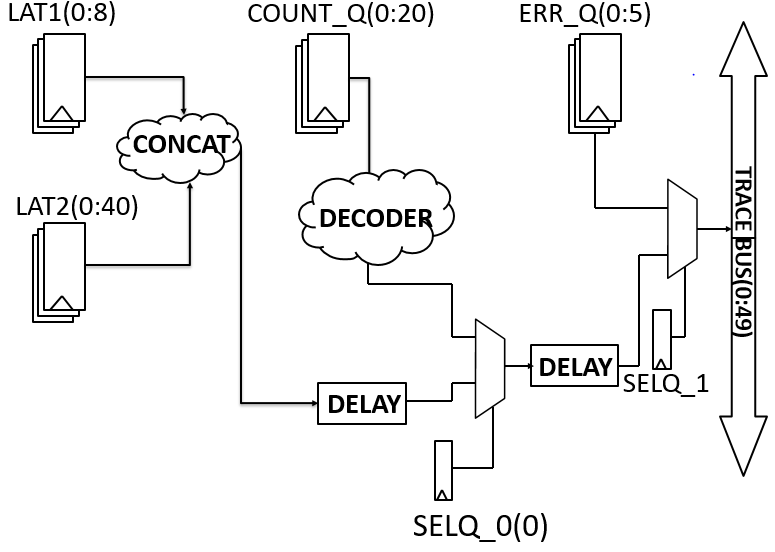 LAT1(0:8)
COUNT_Q(0:20)
ERR_Q(0:5)
CONCAT
LAT2(0:40)
DECODER
TRACE BUS(0:49)
DELAY
SELQ_1
DELAY
SELQ_0(0)